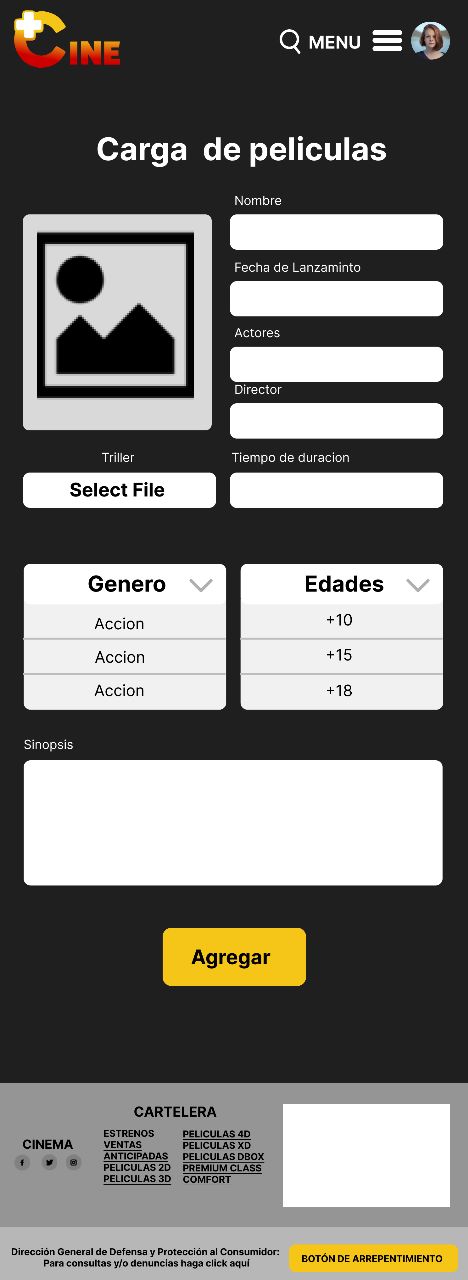 CINE
MENU
Carga de peliculas
Nombre
Fecha de Lanzaminto
Actores
Director
Triller
Tiempo de duracion
Select File
Genero
Edades
Accion
+10
Accion
+15
Accion
+18
Sinopsis
Agregar
CARTELERA
CINEMA
ESTRENOS
VENTAS
ANTICIPADAS
PELICULAS 2D
PELICULAS 3D
PELICULAS 4D
PELICULAS XD
PELICULAS DBOX
PREMIUM CLASS
COMFORT
Dirección General de Defensa y Protección al Consumidor:
Para consultas y/o denuncias haga click aquí
BOTÓN DE ARREPENTIMIENTO